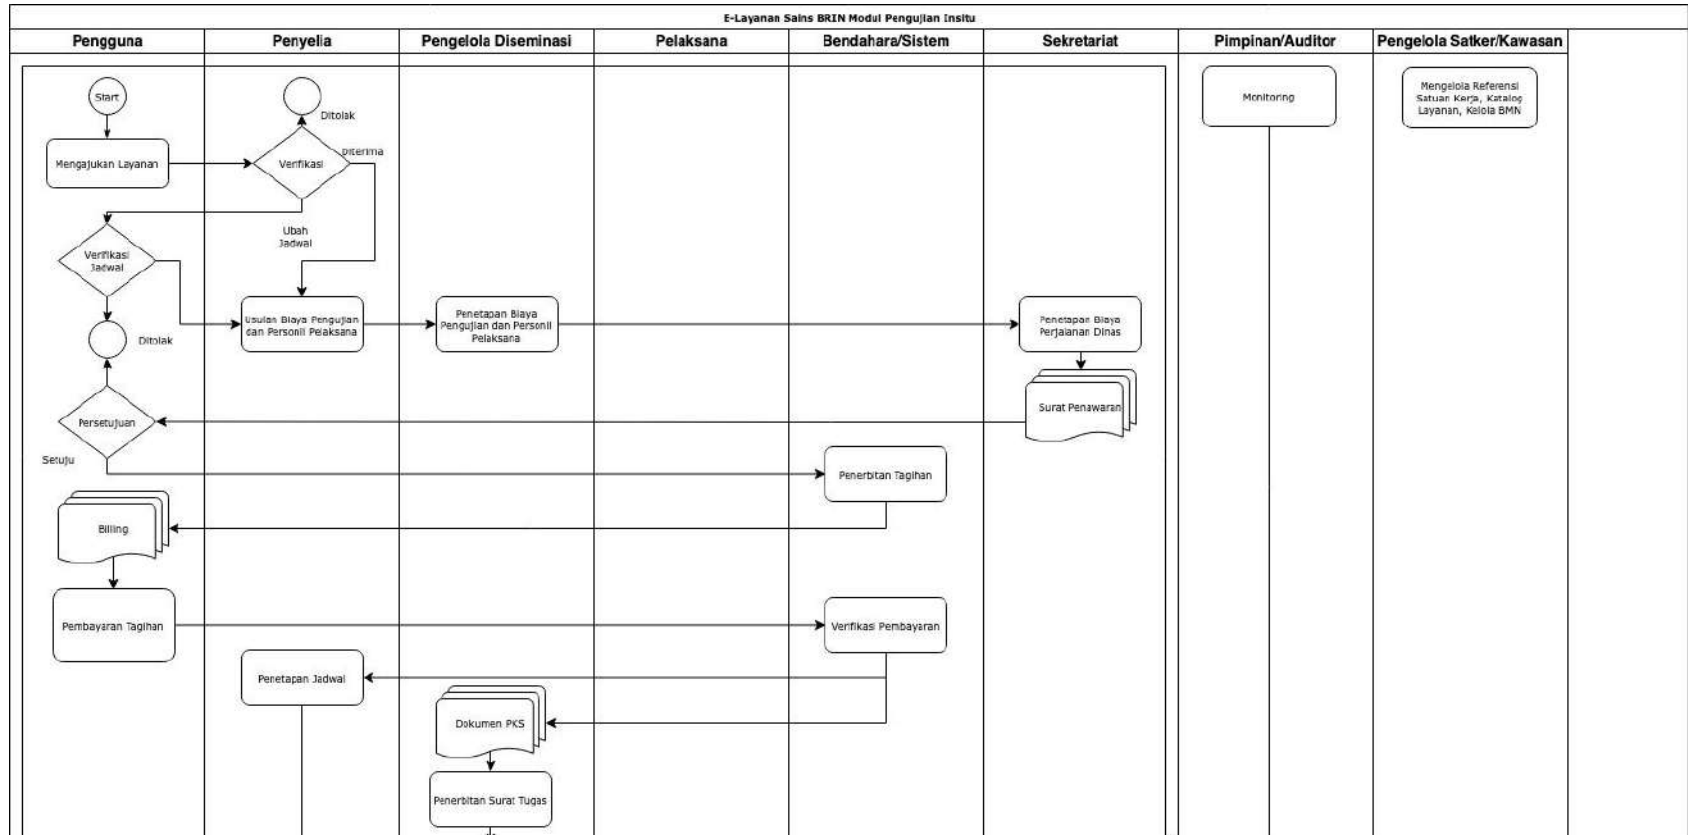 E-Layanan Sains BRIN Modul Pengujian Insitu
Pengguna
Penyelia
Pengelola Diseminasi
Pelaksana
Bendahara/Sistem
Sekretariat
Pimpinan/Auditor
Pengelola Satker/Kawasan
Start
Ditolak
Monitoring
Mengelola Referensi
Satuan Kerja, Katalog
Layanan, Kelola BMN
Mengajukan Layanan
Verifikasi
Diterima
Ubah
Jadwal
Verifikasi
Jadwal
Usulan Biaya Pengujian
dan Personil Pelaksana
Penetapan Biaya
Pengujian dan Personil
Pelaksana
Penetapan Biaya
Perjalanan Dinas
Ditolak
Surat Penawaran
Persetujuan
Setuju
Penerbitan Tagihan
Billing
Pembayaran Tagihan
Verifikasi Pembayaran
Penetapan Jadwal
Dokumen PKS
Penerbitan Surat Tugas